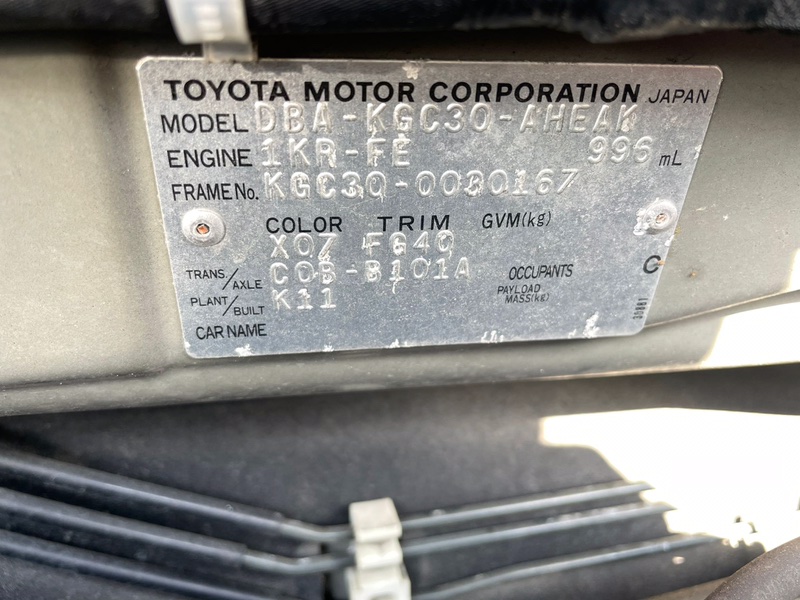 TOYOTA MOTOR CORPORATION JAPAN
MODEL DBA-KGC30-AHEAK
ENGINE 1KR-FE 996 mL
FRAME No. KGC30-0030167
COLOR TRIM GVM(kg)
X07 FG40
TRANS./AXLE C0B-B101A OCCUPANTS C
PLANT/BUILT K11 PAYLOAD MASS(kg)
CAR NAME